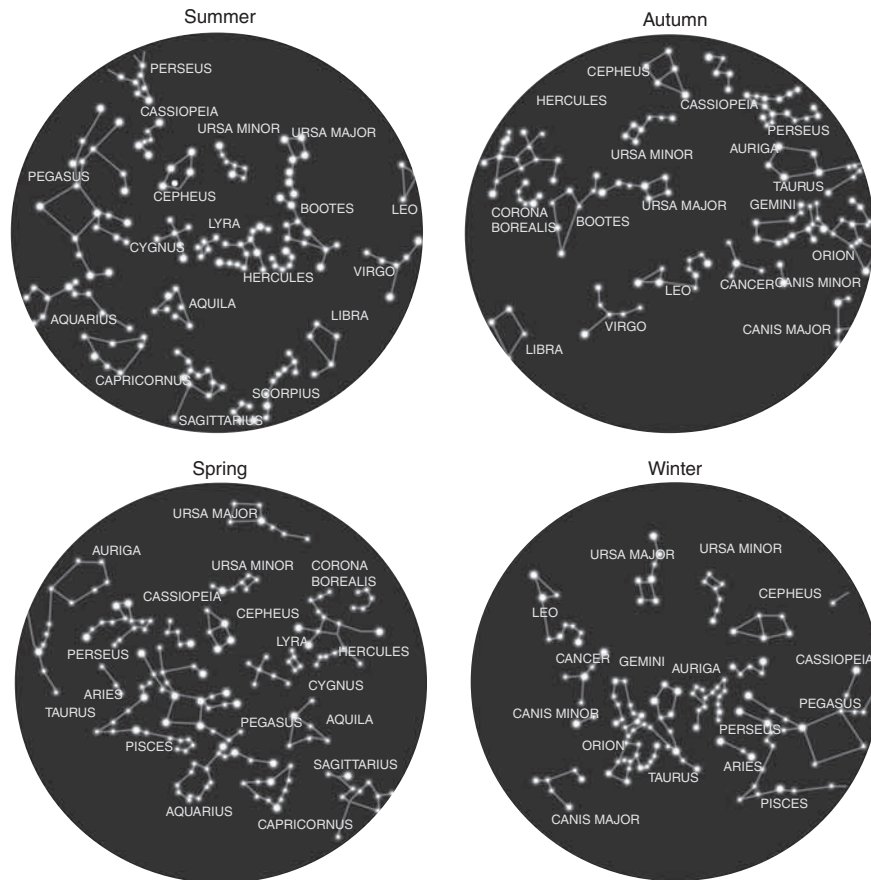 Summer
PERSEUS
CASSIOPEIA
URSA MINOR
URSA MAJOR
PEGASUS
CEPHEUS
LEO
BOOTES
LYRA
CYGNUS
HERCULES
VIRGO
AQUILA
AQUARIUS
LIBRA
CAPRICORNUS
SCORPIUS
SAGITTARIUS
Autumn
CEPHEUS
HERCULES
CASSIOPEIA
PERSEUS
URSA MINOR
AURIGA
TAURUS
CORONA
BOREALIS
BOOTES
URSA MAJOR
GEMINI
ORION
LEO
CANCER
CANIS MINOR
VIRGO
CANIS MAJOR
LIBRA
Spring
URSA MAJOR
AURIGA
URSA MINOR
CORONA
BOREALIS
CASSIOPEIA
CEPHEUS
PERSEUS
LYRA
HERCULES
ARIES
CYGNUS
TAURUS
PEGASUS
AQUILA
PISCES
SAGITTARIUS
AQUARIUS
CAPRICORNUS
Winter
URSA MAJOR
URSA MINOR
CEPHEUS
LEO
CANCER
GEMINI
AURIGA
CASSIOPEIA
PEGASUS
CANIS MINOR
PERSEUS
ORION
TAURUS
ARIES
PISCES
CANIS MAJOR